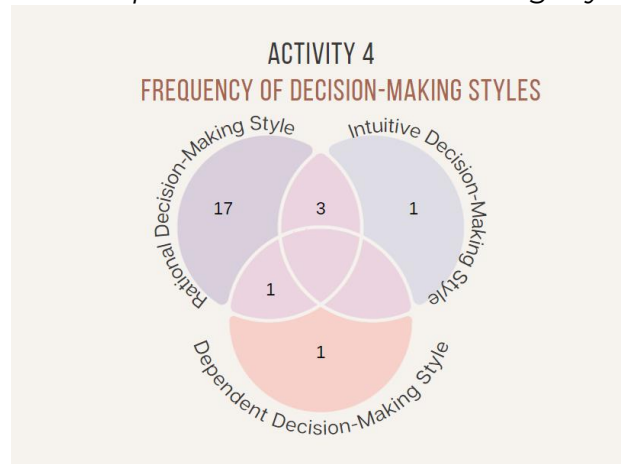 ACTIVITY 4
FREQUENCY OF DECISION-MAKING STYLES
Rational Decision-Making Style
Intuitive Decision-Making Style
17
3
1
1
1
Dependent Decision-Making Style